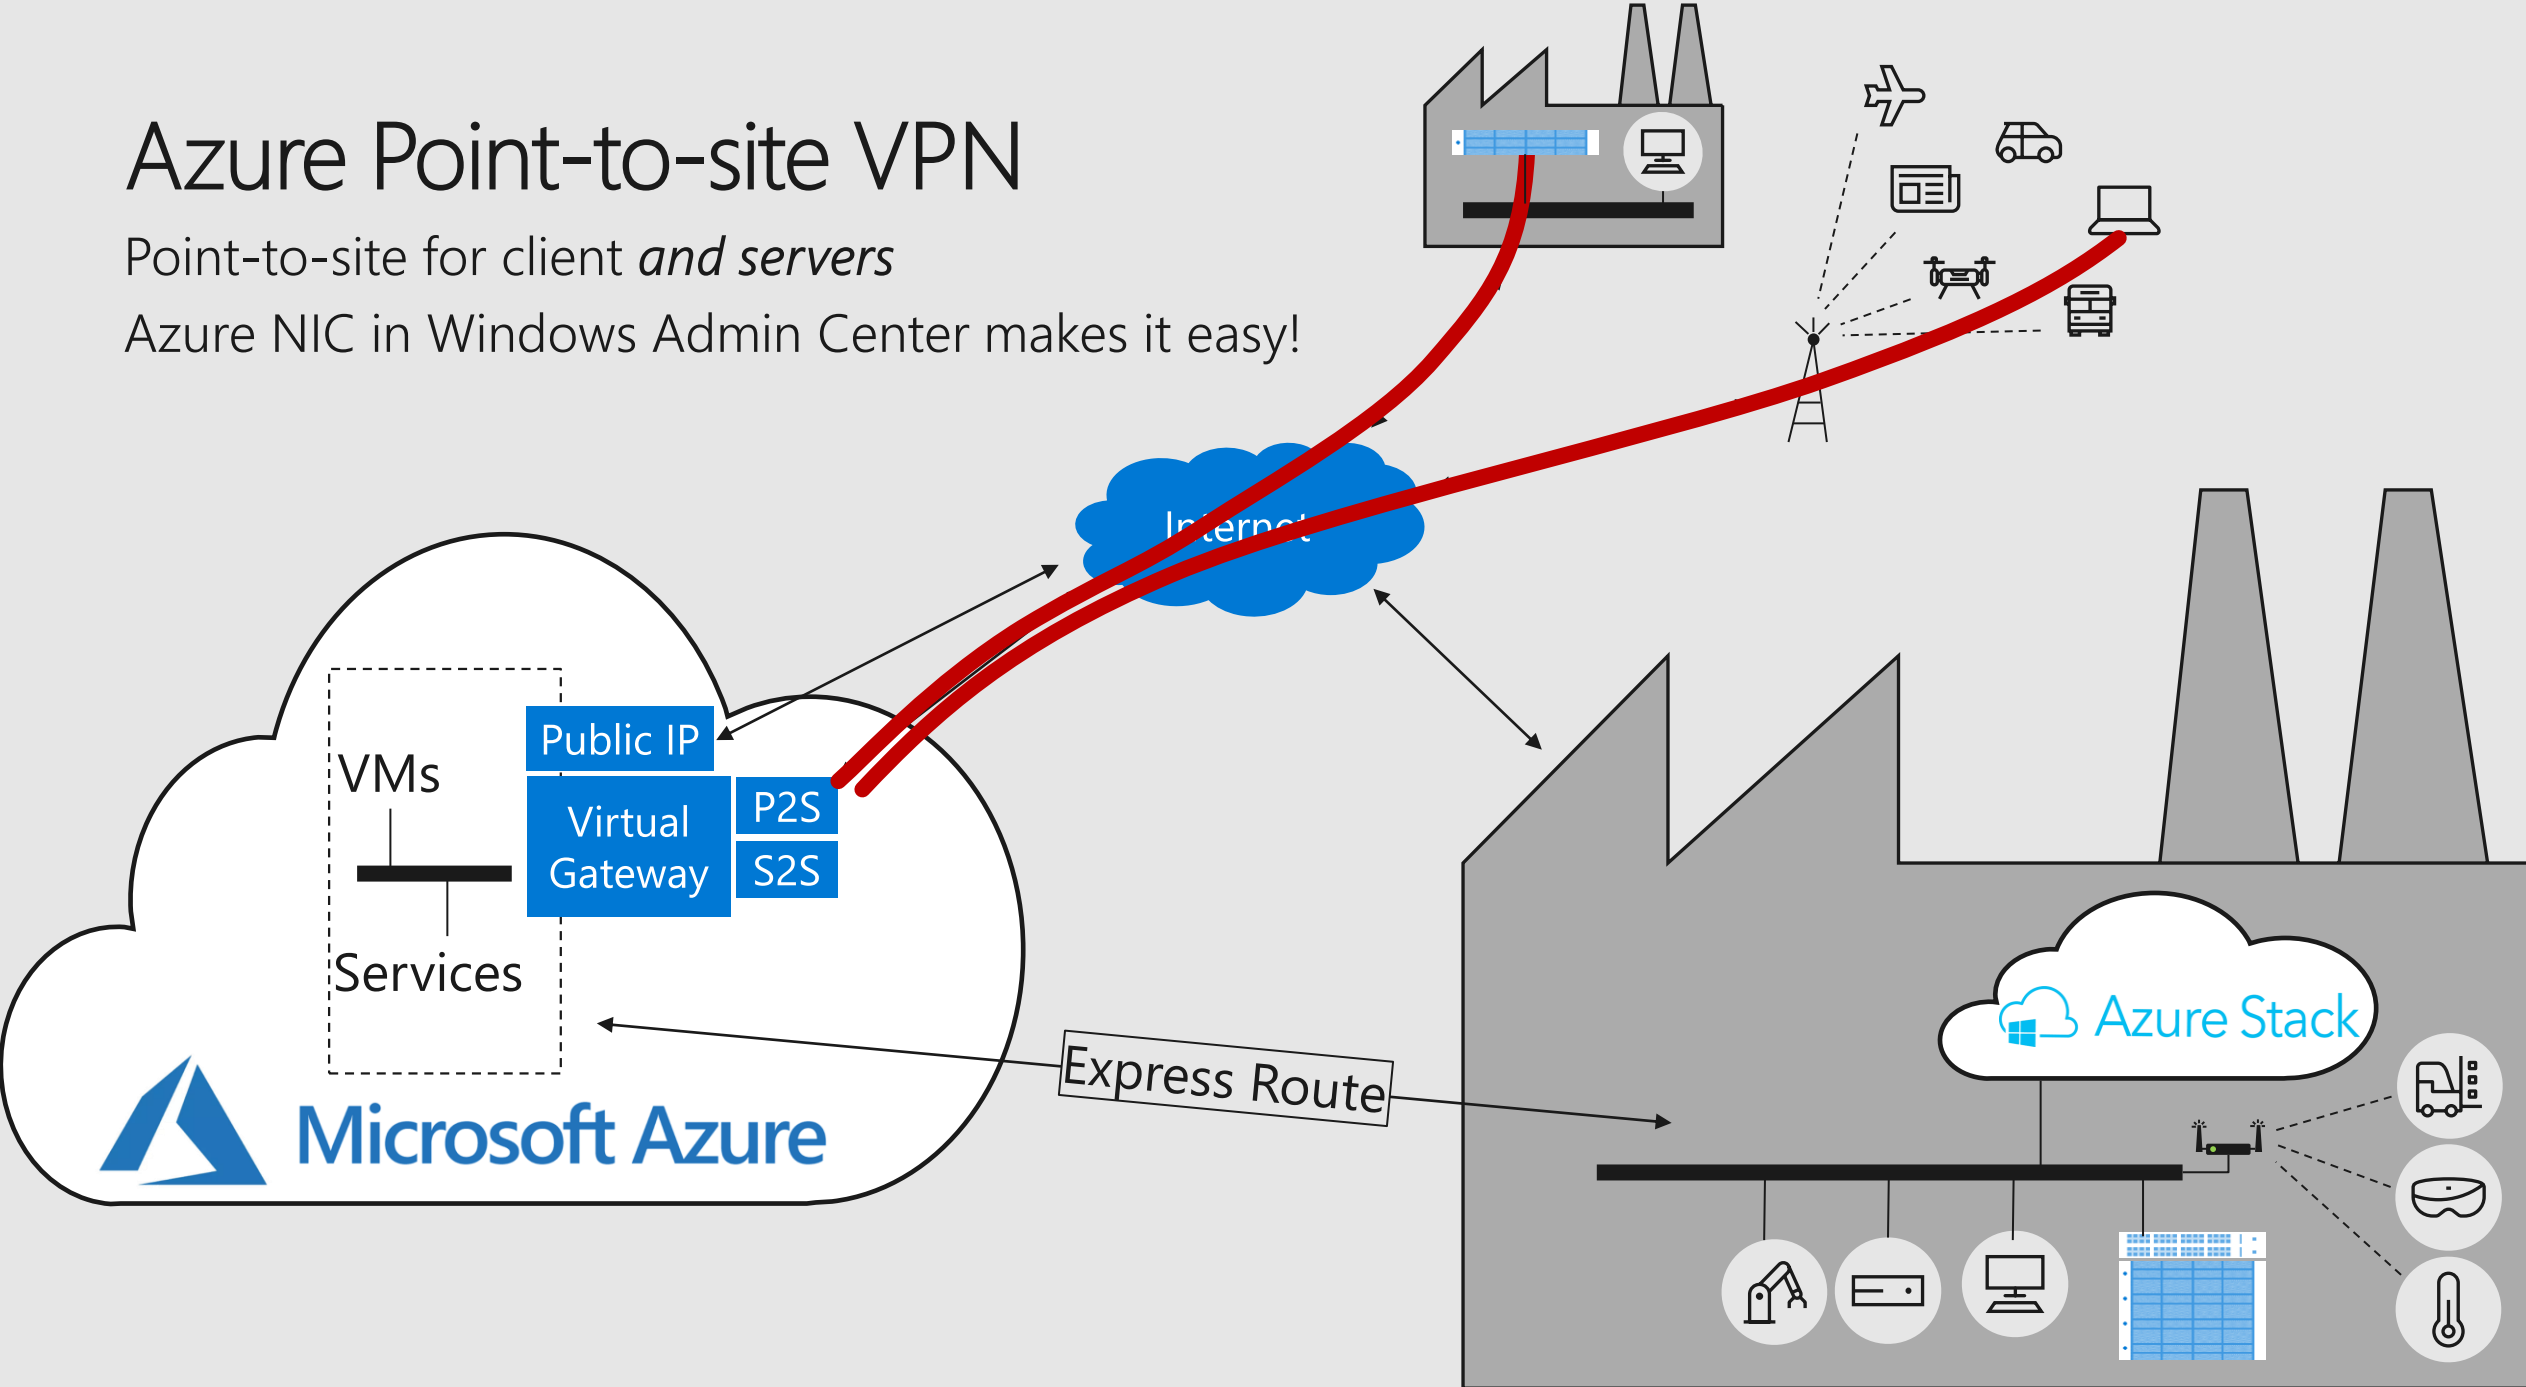 Azure Point-to-site VPN
Point-to-site for client and servers
Azure NIC in Windows Admin Center makes it easy!
Internet
Public IP
VMs
Virtual
Gateway
P2S
S2S
Services
Microsoft Azure
Express Route
Azure Stack